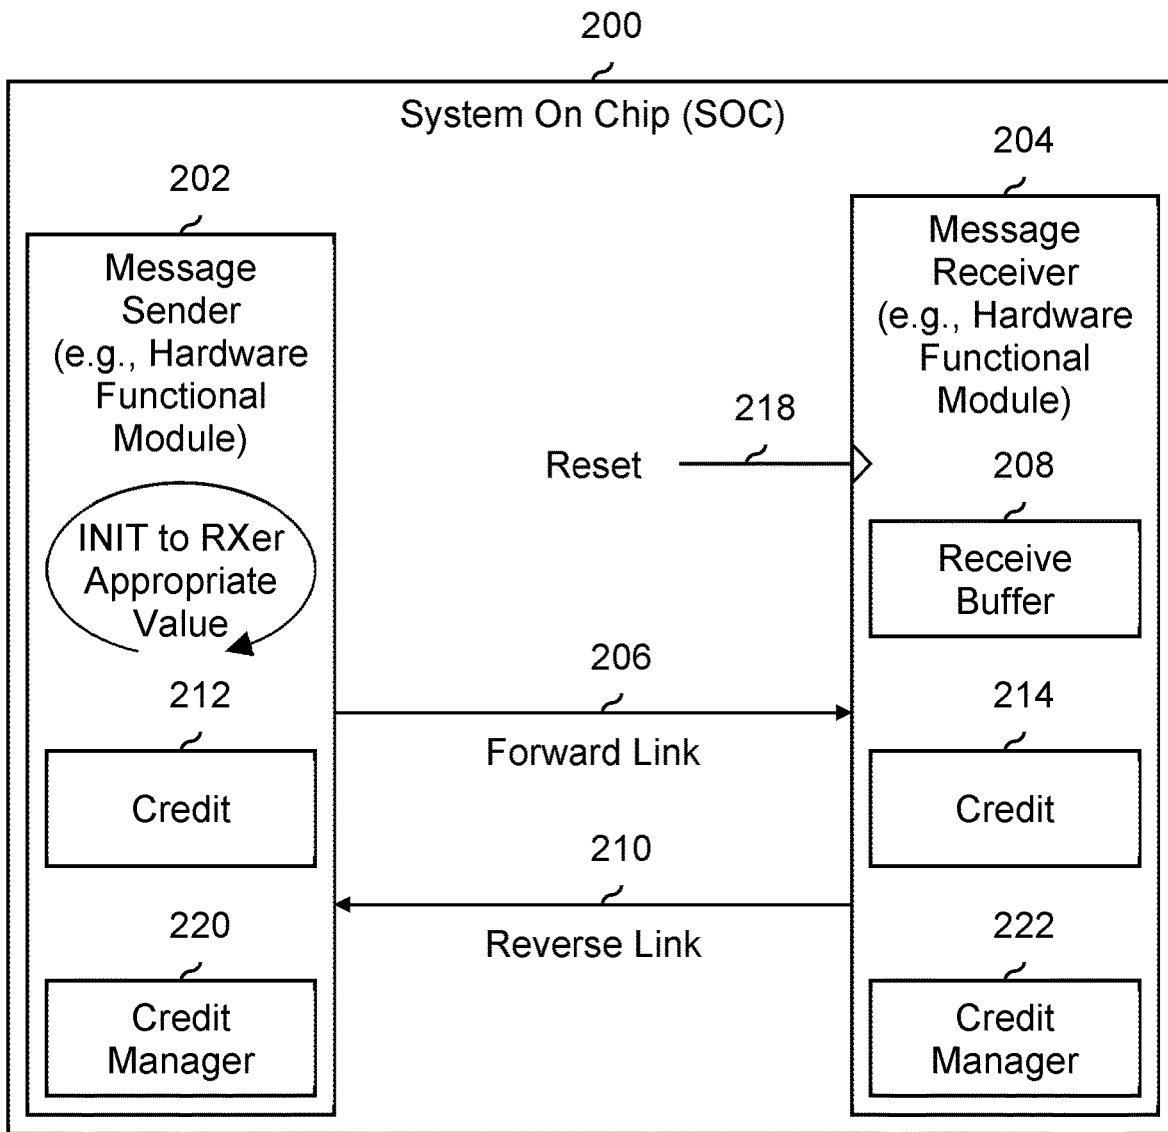 200
System On Chip (SOC)
202
Message
Sender
(e.g., Hardware
Functional
Module)
INIT to RXer
Appropriate
Value
212
Credit
220
Credit
Manager
Reset
218
206
Forward Link
210
Reverse Link
204
Message
Receiver
(e.g., Hardware
Functional
Module)
208
Receive
Buffer
214
Credit
222
Credit
Manager